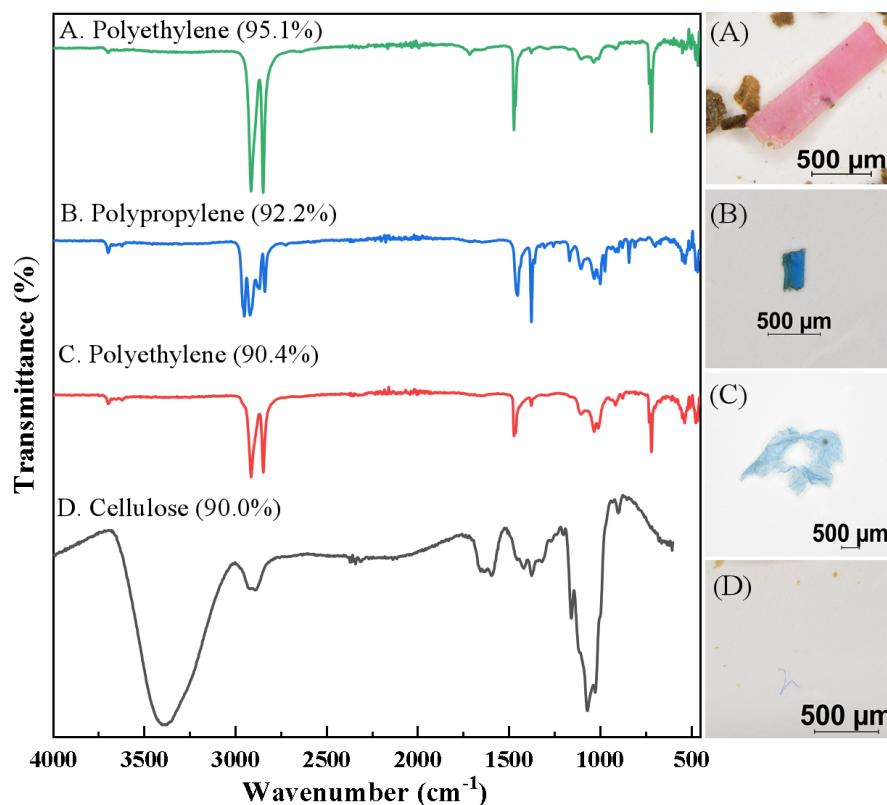 A. Polyethylene (95.1%)
B. Polypropylene (92.2%)
C. Polyethylene (90.4%)
D. Cellulose (90.0%)
Transmittance (%)
4000 3500 3000 2500 2000 1500 1000 500
Wavenumber (cm⁻¹)
(A)
500 μm
(B)
500 μm
(C)
500 μm
(D)
500 μm